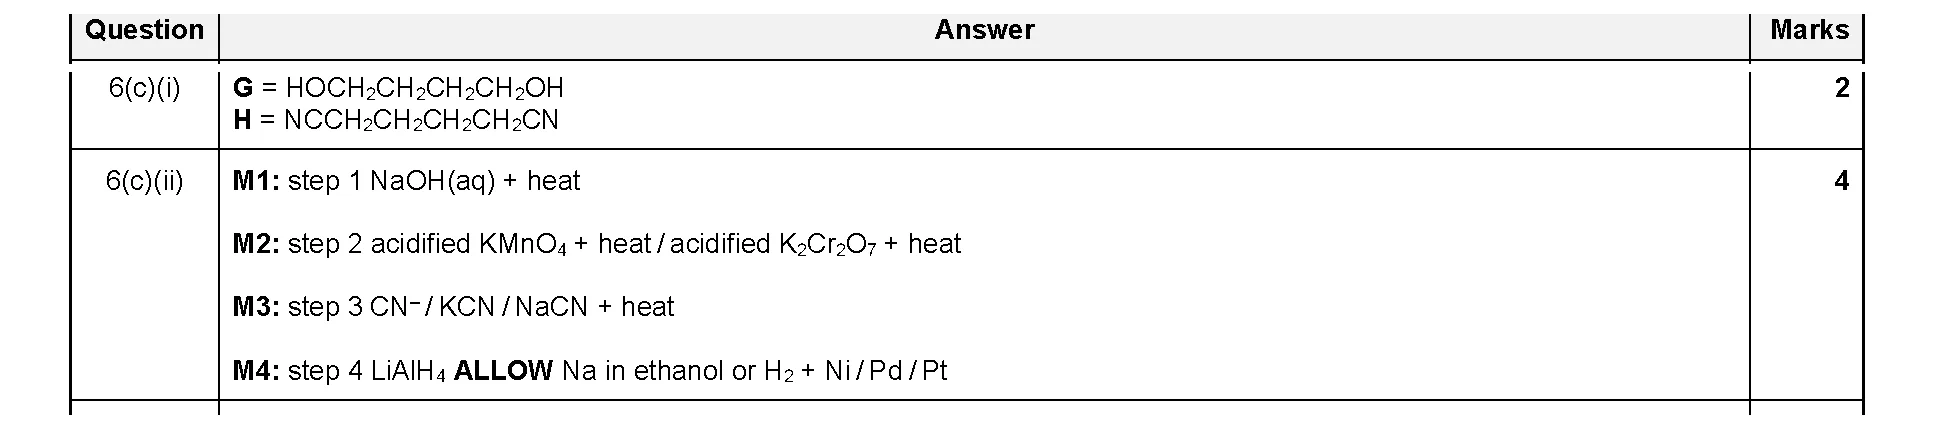 Question Answer Marks
6(c)(i) G = HOCH₂CH₂CH₂CH₂OH 2
H = NCCH₂CH₂CH₂CH₂CN
6(c)(ii) M1: step 1 NaOH(aq) + heat 4
M2: step 2 acidified KMnO₄ + heat / acidified K₂Cr₂O₇ + heat
M3: step 3 CN⁻ / KCN / NaCN + heat
M4: step 4 LiAlH₄ ALLOW Na in ethanol or H₂ + Ni / Pd / Pt